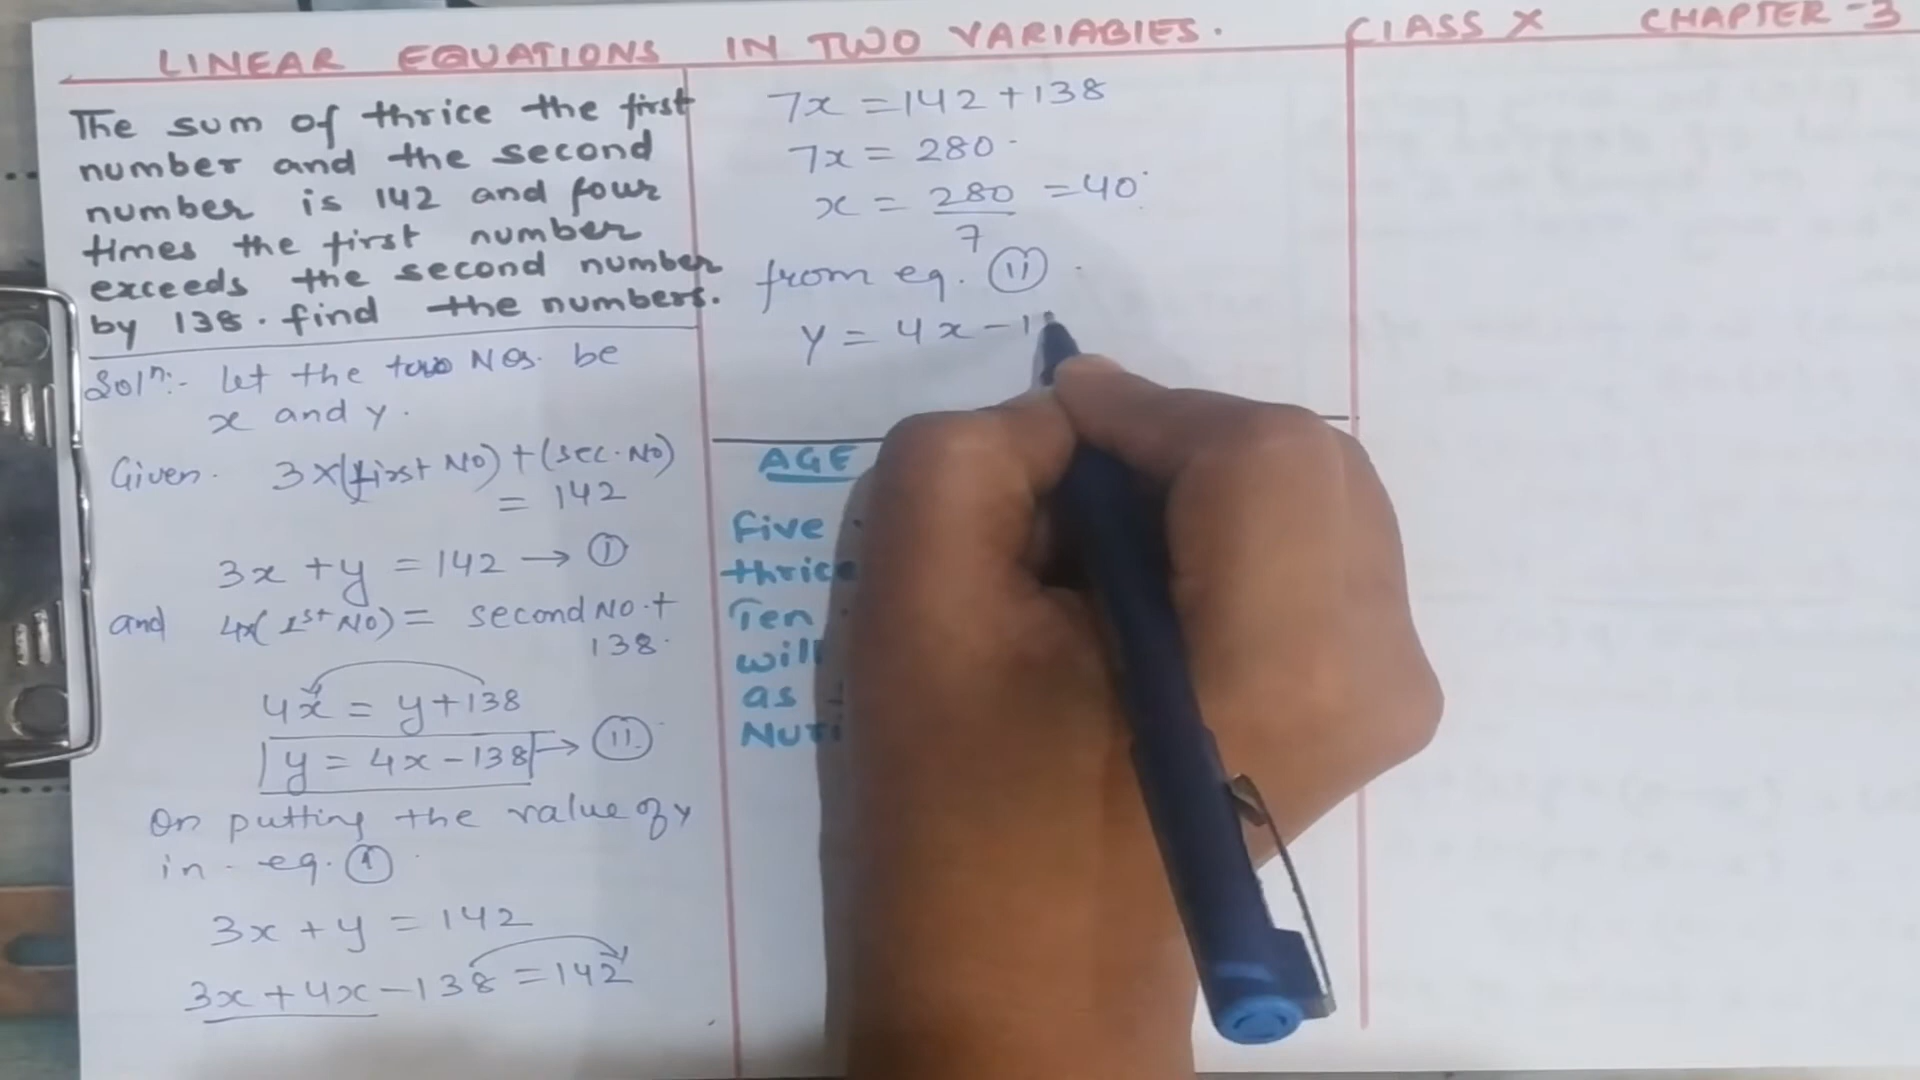 LINEAR EQUATIONS IN TWO VARIABLES. CLASS X CHAPTER-3
The sum of thrice the first
number and the second
number is 142 and four
times the first number
exceeds the second number
by 138. find the numbers.
Solⁿ:- let the two NOs. be
x and y.
Given. 3×(first NO) + (sec. NO)
= 142
3x + y = 142 → (I)
and 4×(1st NO) = second NO. +
138.
4x = y + 138
y = 4x - 138 → (II)
On putting the value of y
in eq. (1)
3x + y = 142
3x + 4x - 138 = 142
7x = 142 + 138
7x = 280
x = 280/7 = 40
from eq. (II)
y = 4x - 1
AGE
Five
thrice
Ten
will
as
Nuri